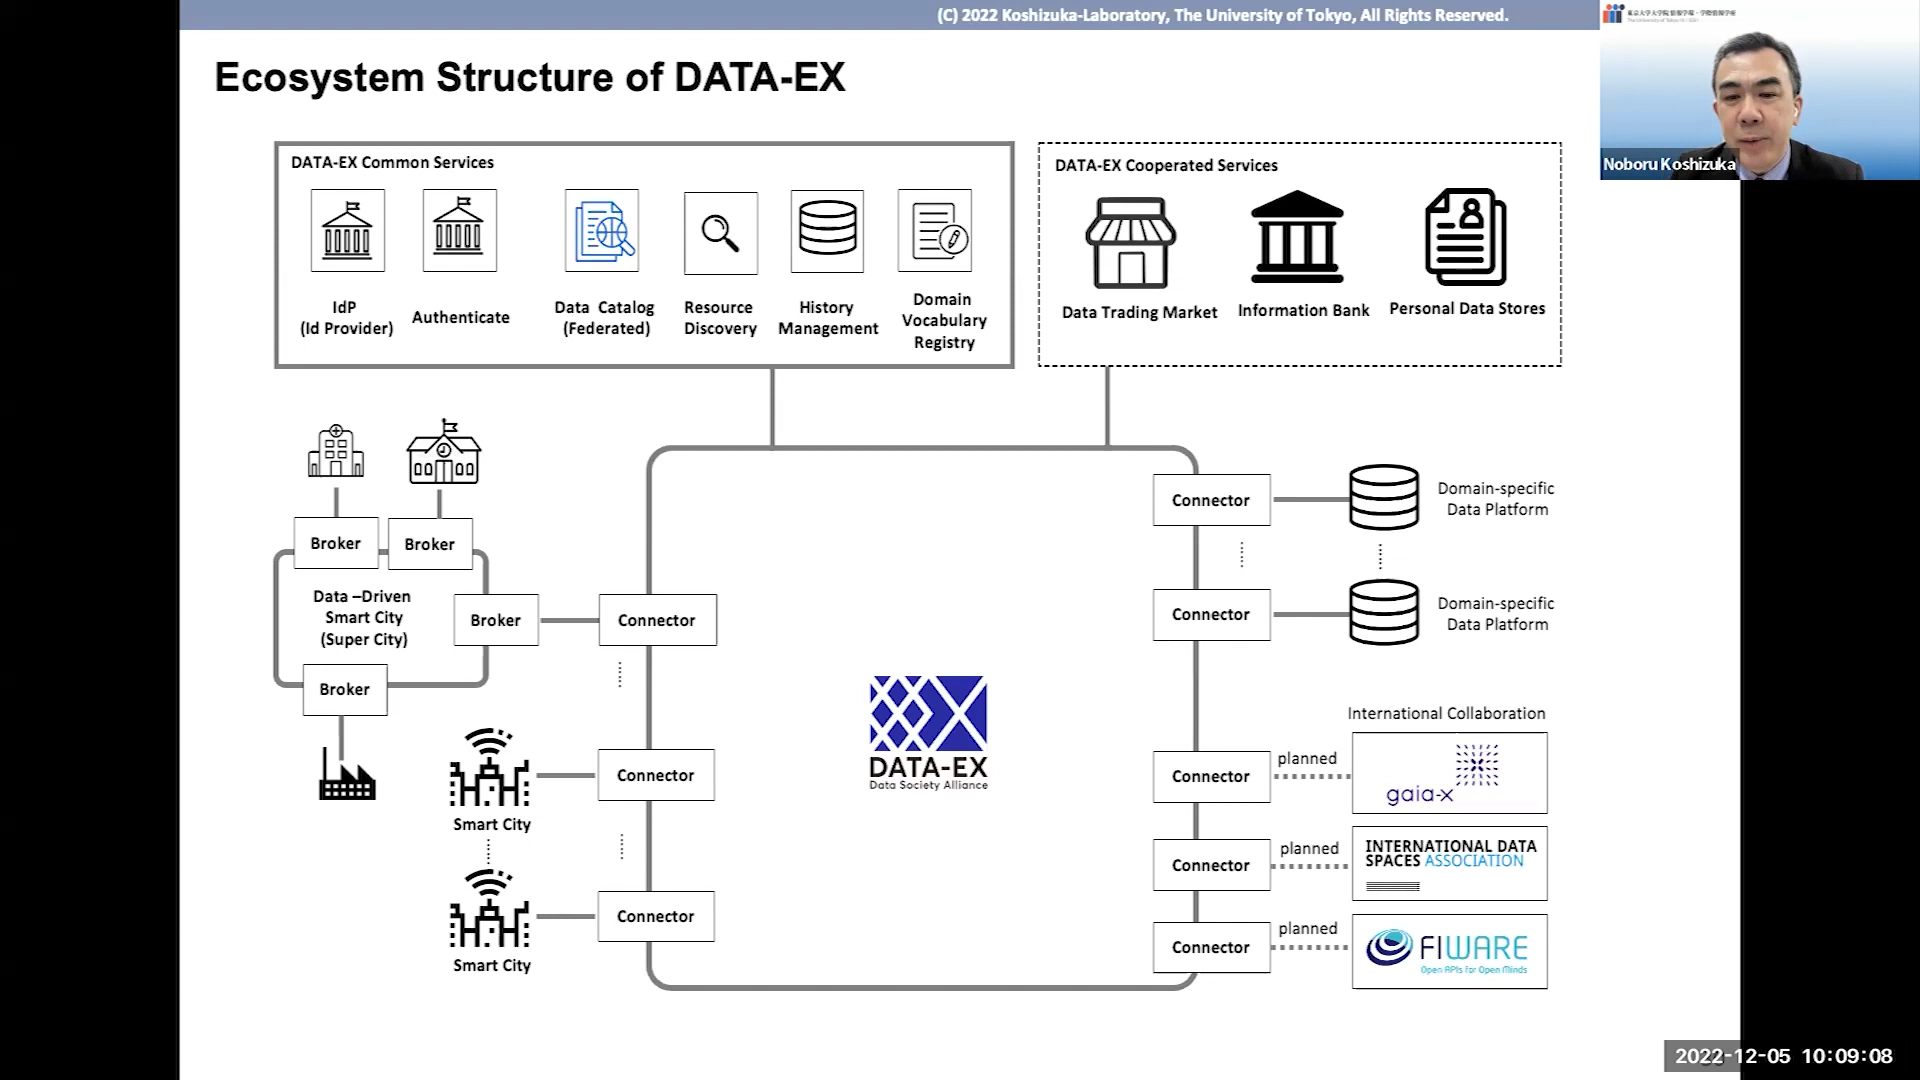 (C) 2022 Koshizuka-Laboratory, The University of Tokyo, All Rights Reserved.
Ecosystem Structure of DATA-EX
Noboru Koshizuka
DATA-EX Common Services
IdP
(Id Provider)
Authenticate
Data Catalog
(Federated)
Resource
Discovery
History
Management
Domain
Vocabulary
Registry
DATA-EX Cooperated Services
Data Trading Market
Information Bank
Personal Data Stores
Broker
Broker
Data –Driven
Smart City
(Super City)
Broker
Broker
Connector
Smart City
Connector
Smart City
Connector
DATA-EX
Data Society Alliance
Connector
Domain-specific
Data Platform
Connector
Domain-specific
Data Platform
International Collaboration
Connector
planned
gaia-x
Connector
planned
INTERNATIONAL DATA
SPACES ASSOCIATION
Connector
planned
FIWARE
Open APIs for Open Minds
2022-12-05 10:09:08